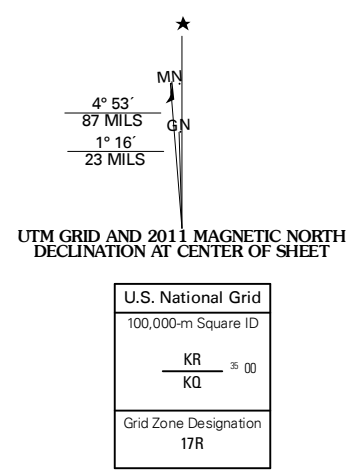 ★
MN
4° 53´
87 MILS
GN
1° 16´
23 MILS
UTM GRID AND 2011 MAGNETIC NORTH
DECLINATION AT CENTER OF SHEET
U.S. National Grid
100,000-m Square ID
KR
35 00
KQ
Grid Zone Designation
17R